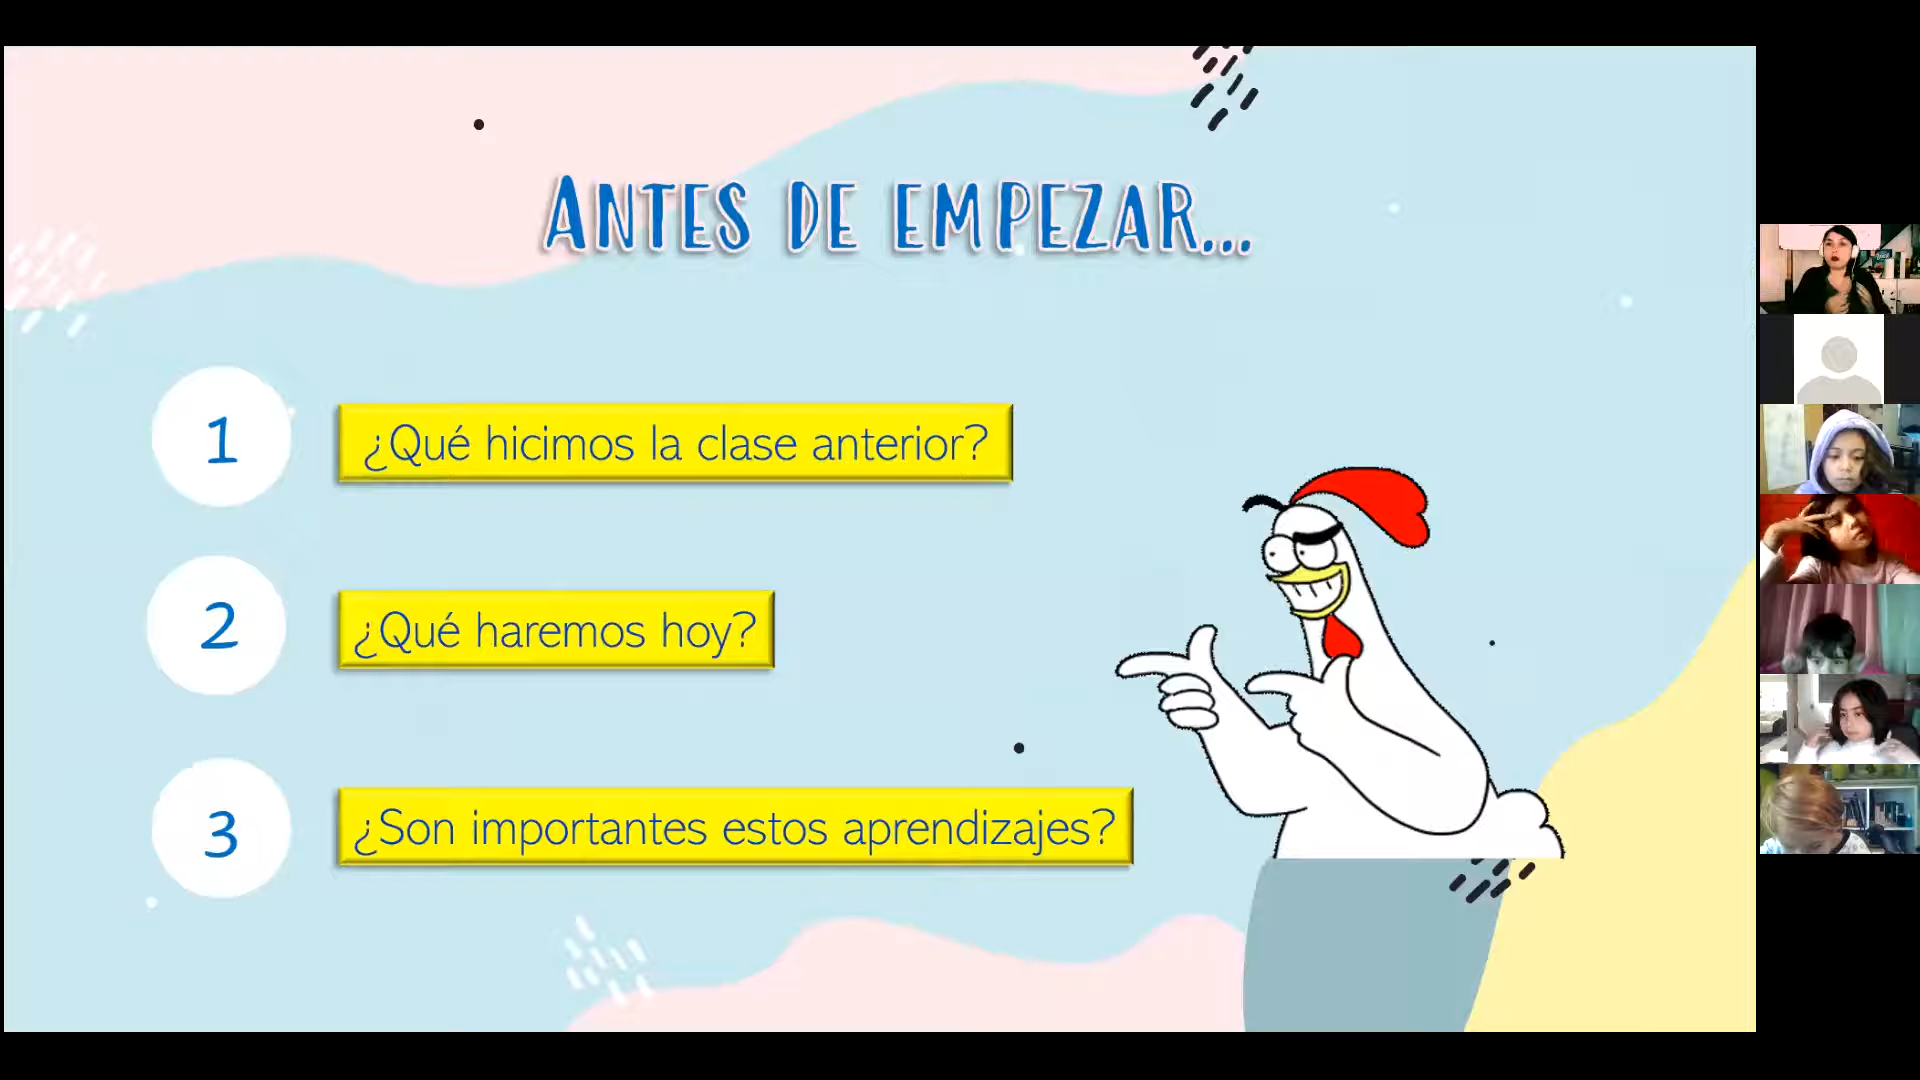 ANTES DE EMPEZAR...
1
¿Qué hicimos la clase anterior?
2
¿Qué haremos hoy?
3
¿Son importantes estos aprendizajes?